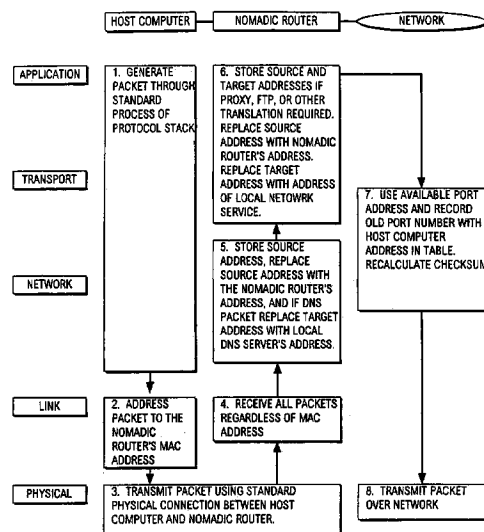 HOST COMPUTER
NOMADIC ROUTER
NETWORK
APPLICATION
TRANSPORT
NETWORK
LINK
PHYSICAL
1. GENERATE
PACKET THROUGH
STANDARD
PROCESS OF
PROTOCOL STACK
2. ADDRESS
PACKET TO THE
NOMADIC
ROUTER'S MAC
ADDRESS
3. TRANSMIT PACKET USING STANDARD
PHYSICAL CONNECTION BETWEEN HOST
COMPUTER AND NOMADIC ROUTER.
4. RECEIVE ALL PACKETS
REGARDLESS OF MAC
ADDRESS
5. STORE SOURCE
ADDRESS, REPLACE
SOURCE ADDRESS WITH
THE NOMADIC ROUTER'S
ADDRESS, AND IF DNS
PACKET REPLACE TARGET
ADDRESS WITH LOCAL
DNS SERVER'S ADDRESS.
6. STORE SOURCE AND
TARGET ADDRESSES IF
PROXY, FTP, OR OTHER
TRANSLATION REQUIRED.
REPLACE SOURCE
ADDRESS WITH NOMADIC
ROUTER'S ADDRESS.
REPLACE TARGET
ADDRESS WITH ADDRESS
OF LOCAL NETOWRK
SERVICE.
7. USE AVAILABLE PORT
ADDRESS AND RECORD
OLD PORT NUMBER WITH
HOST COMPUTER
ADDRESS IN TABLE.
RECALCULATE CHECKSUM
8. TRANSMIT PACKET
OVER NETWORK